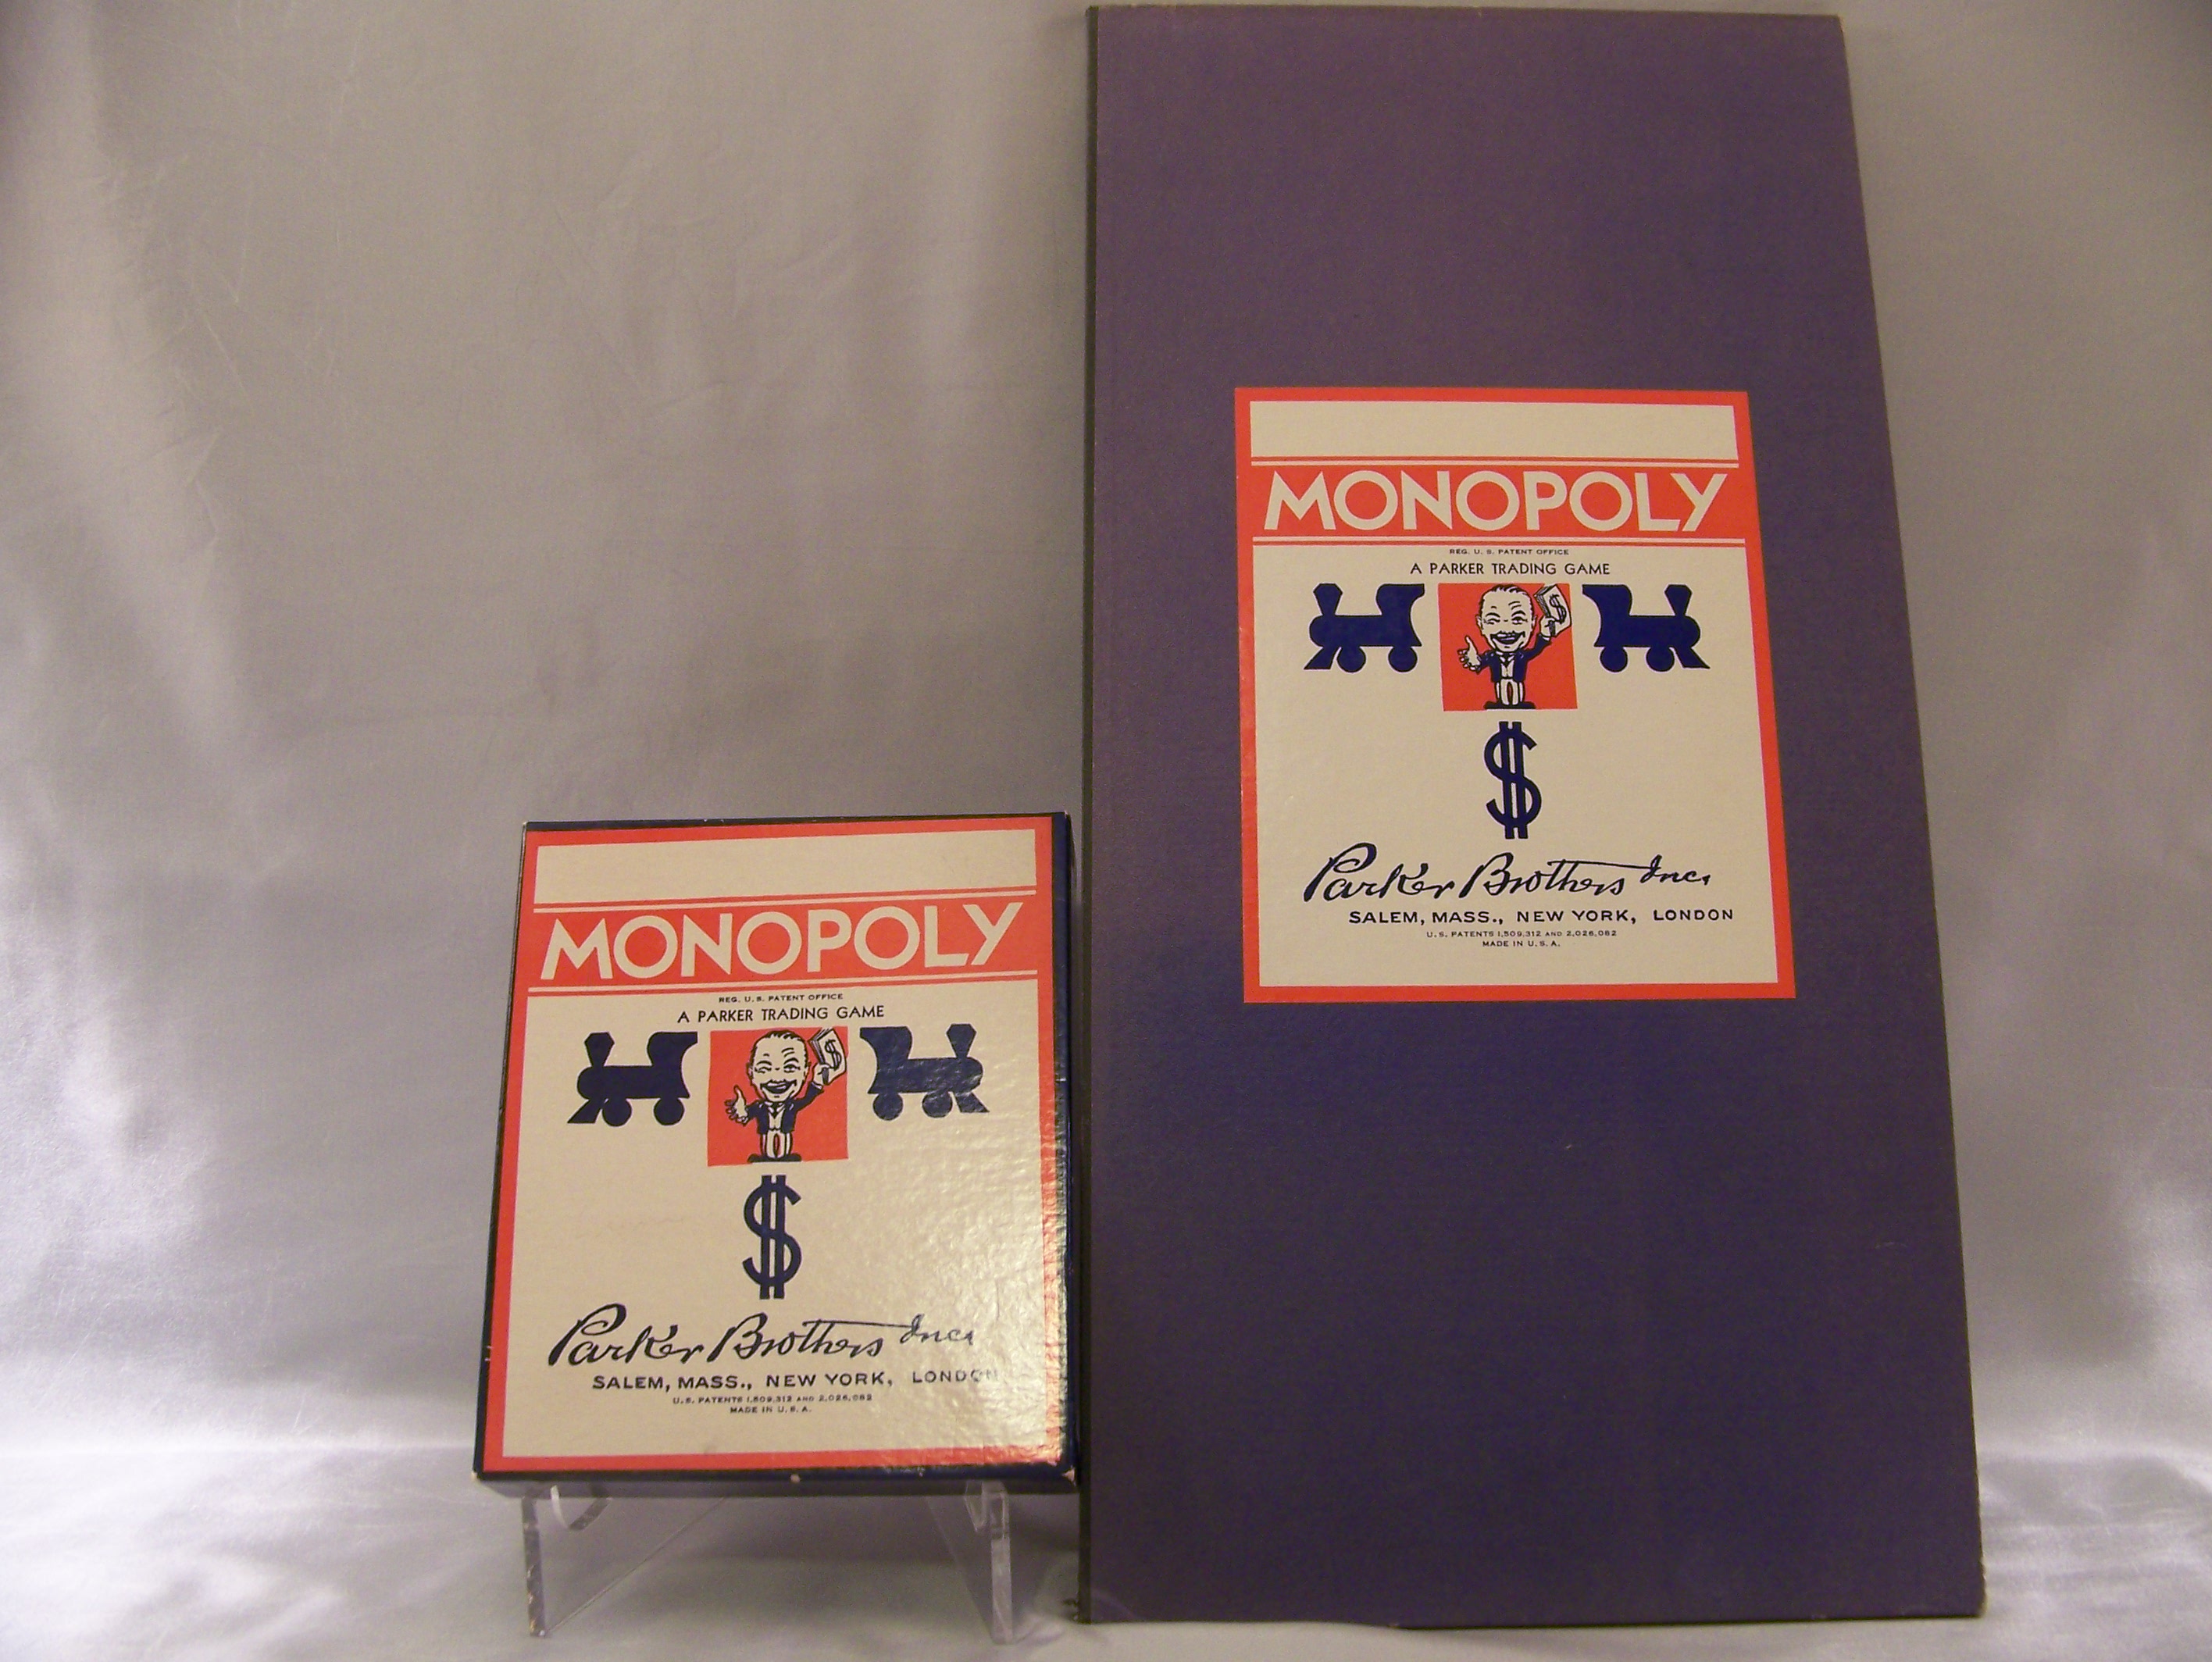 MONOPOLY
REG. U. S. PATENT OFFICE
A PARKER TRADING GAME
$
$
Parker Brothers Inc.
SALEM, MASS., NEW YORK, LONDON
U.S. PATENTS 1,509,312 AND 2,026,082
MADE IN U.S.A.
MONOPOLY
REG. U. S. PATENT OFFICE
A PARKER TRADING GAME
$
$
Parker Brothers Inc.
SALEM, MASS., NEW YORK, LONDON
U.S. PATENTS 1,509,312 AND 2,026,082
MADE IN U.S.A.